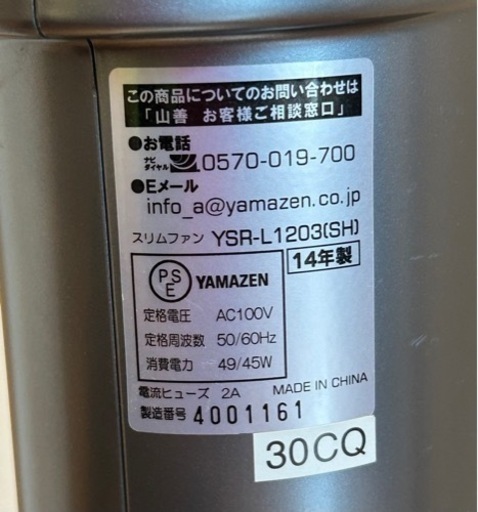 この商品についてのお問い合わせは
「山善 お客様ご相談窓口」
●お電話
ナビダイヤル 0570-019-700
●Eメール
info_a@yamazen.co.jp
スリムファン YSR-L1203(SH)
14年製
PSE YAMAZEN
定格電圧 AC100V
定格周波数 50/60Hz
消費電力 49/45W
電流ヒューズ 2A MADE IN CHINA
製造番号 4001161
30CQ